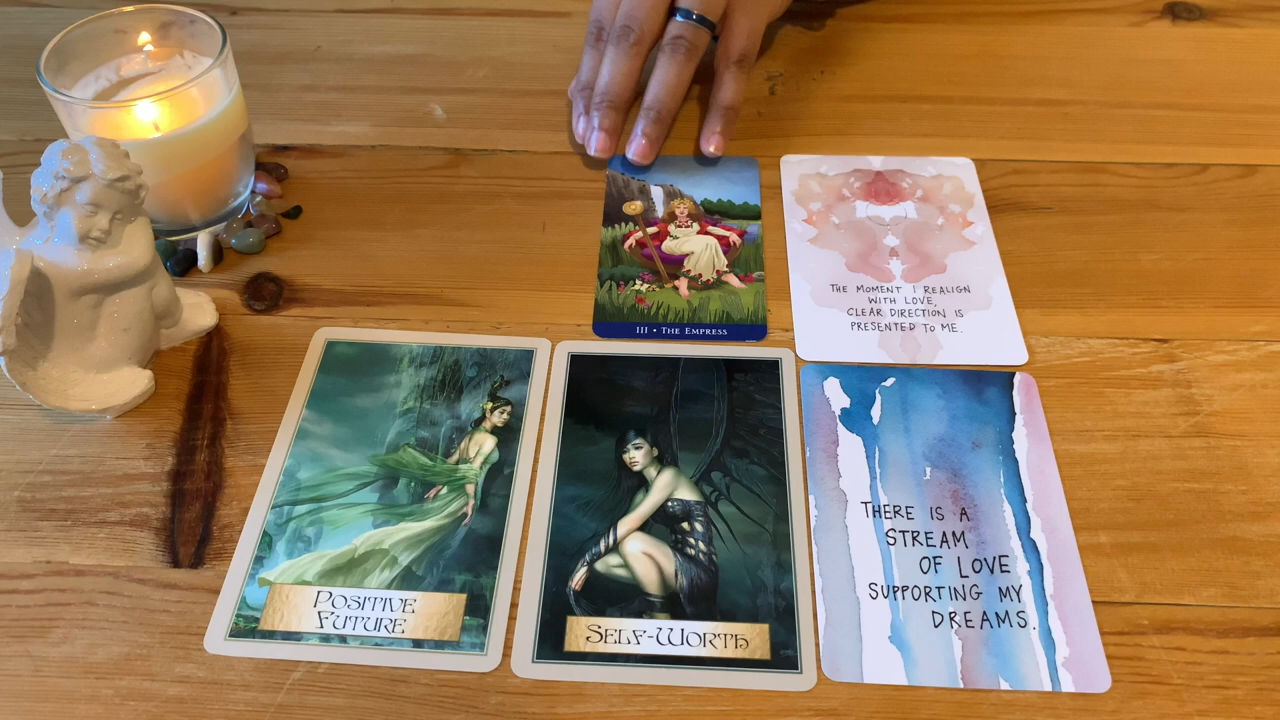 III • THE EMPRESS
THE MOMENT I REALIGN
WITH LOVE,
CLEAR DIRECTION IS
PRESENTED TO ME.
POSITIVE
FUTURE
SELF-WORTH
THERE IS A
STREAM
OF LOVE
SUPPORTING MY
DREAMS.